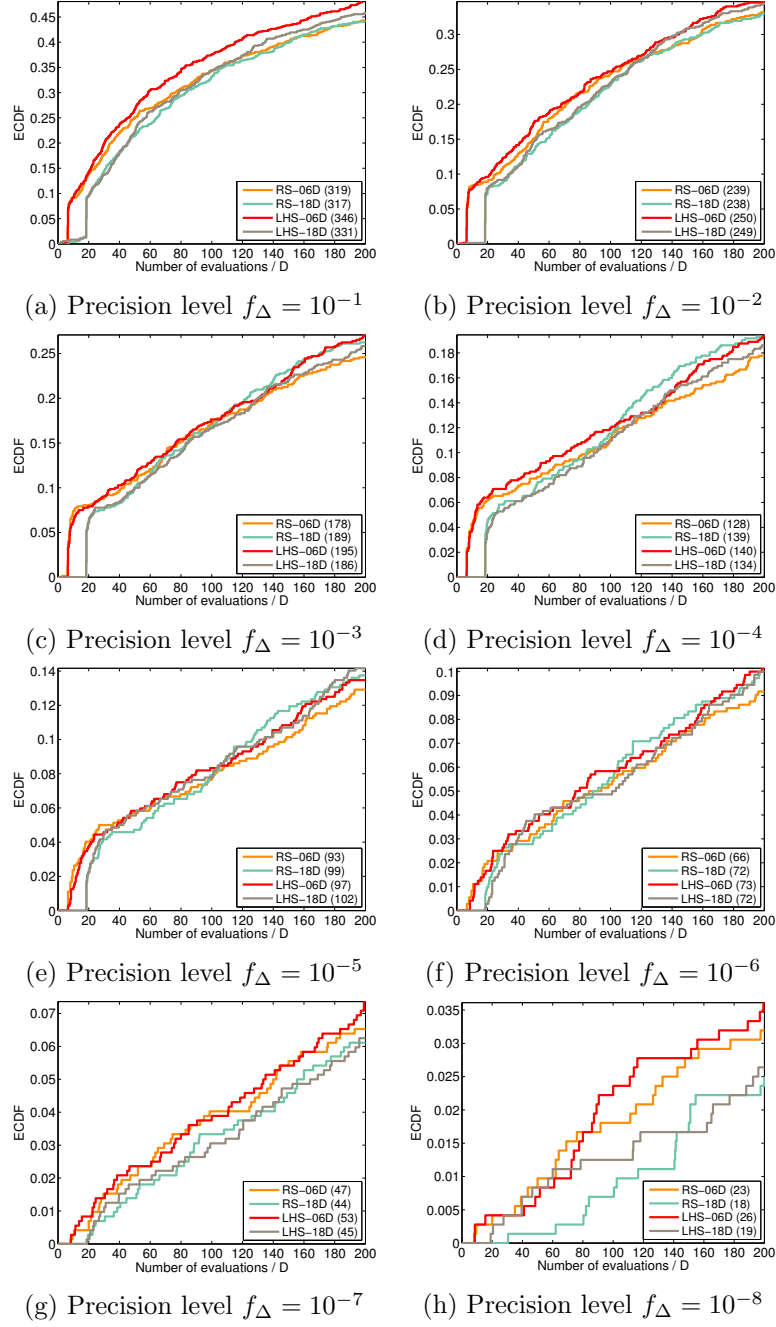 ECDF
0.45
0.4
0.35
0.3
0.25
0.2
0.15
0.1
0.05
0
0 20 40 60 80 100 120 140 160 180 200
Number of evaluations / D
RS−06D (319)
RS−18D (317)
LHS−06D (346)
LHS−18D (331)
(a) Precision level f_Δ = 10^{-1}
ECDF
0.3
0.25
0.2
0.15
0.1
0.05
0
0 20 40 60 80 100 120 140 160 180 200
Number of evaluations / D
RS−06D (239)
RS−18D (238)
LHS−06D (250)
LHS−18D (249)
(b) Precision level f_Δ = 10^{-2}
ECDF
0.25
0.2
0.15
0.1
0.05
0
0 20 40 60 80 100 120 140 160 180 200
Number of evaluations / D
RS−06D (178)
RS−18D (189)
LHS−06D (195)
LHS−18D (186)
(c) Precision level f_Δ = 10^{-3}
ECDF
0.18
0.16
0.14
0.12
0.1
0.08
0.06
0.04
0.02
0
0 20 40 60 80 100 120 140 160 180 200
Number of evaluations / D
RS−06D (128)
RS−18D (139)
LHS−06D (140)
LHS−18D (134)
(d) Precision level f_Δ = 10^{-4}
ECDF
0.14
0.12
0.1
0.08
0.06
0.04
0.02
0
0 20 40 60 80 100 120 140 160 180 200
Number of evaluations / D
RS−06D (93)
RS−18D (99)
LHS−06D (97)
LHS−18D (102)
(e) Precision level f_Δ = 10^{-5}
ECDF
0.1
0.09
0.08
0.07
0.06
0.05
0.04
0.03
0.02
0.01
0
0 20 40 60 80 100 120 140 160 180 200
Number of evaluations / D
RS−06D (66)
RS−18D (72)
LHS−06D (73)
LHS−18D (72)
(f) Precision level f_Δ = 10^{-6}
ECDF
0.07
0.06
0.05
0.04
0.03
0.02
0.01
0
0 20 40 60 80 100 120 140 160 180 200
Number of evaluations / D
RS−06D (47)
RS−18D (44)
LHS−06D (53)
LHS−18D (45)
(g) Precision level f_Δ = 10^{-7}
ECDF
0.035
0.03
0.025
0.02
0.015
0.01
0.005
0
0 20 40 60 80 100 120 140 160 180 200
Number of evaluations / D
RS−06D (23)
RS−18D (18)
LHS−06D (26)
LHS−18D (19)
(h) Precision level f_Δ = 10^{-8}